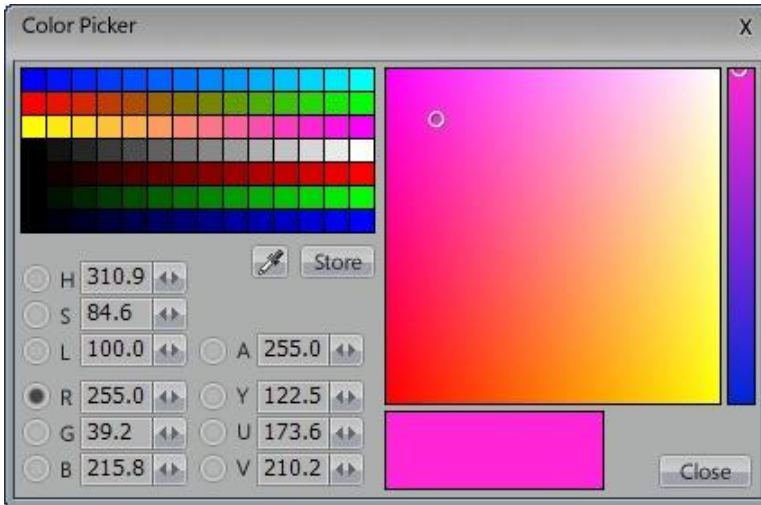 Color Picker X
Store
H 310.9
S 84.6
L 100.0 A 255.0
R 255.0 Y 122.5
G 39.2 U 173.6
B 215.8 V 210.2
Close